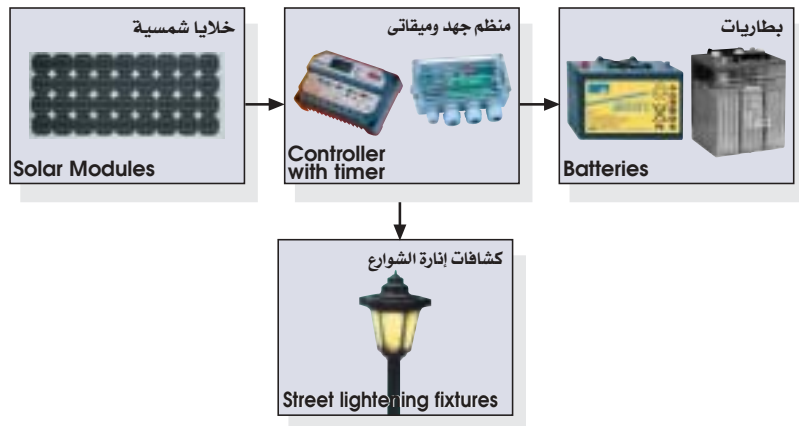 خلايا شمسية
Solar Modules
منظم جهد وميقاتى
Controller
with timer
بطاريات
Batteries
كشافات إنارة الشوارع
Street lightening fixtures